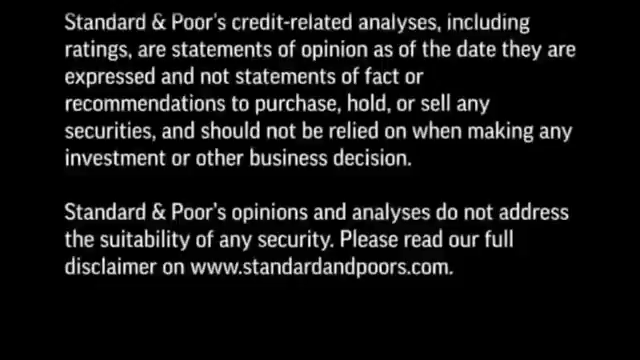 Standard & Poor's credit-related analyses, including
ratings, are statements of opinion as of the date they are
expressed and not statements of fact or
recommendations to purchase, hold, or sell any
securities, and should not be relied on when making any
investment or other business decision.
Standard & Poor's opinions and analyses do not address
the suitability of any security. Please read our full
disclaimer on www.standardandpoors.com.